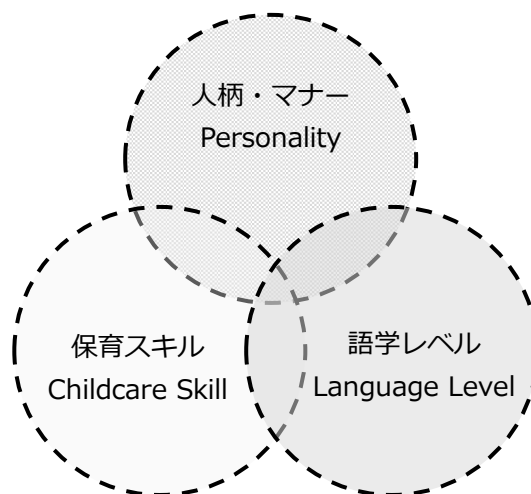 人柄・マナー
Personality
保育スキル
Childcare Skill
語学レベル
Language Level